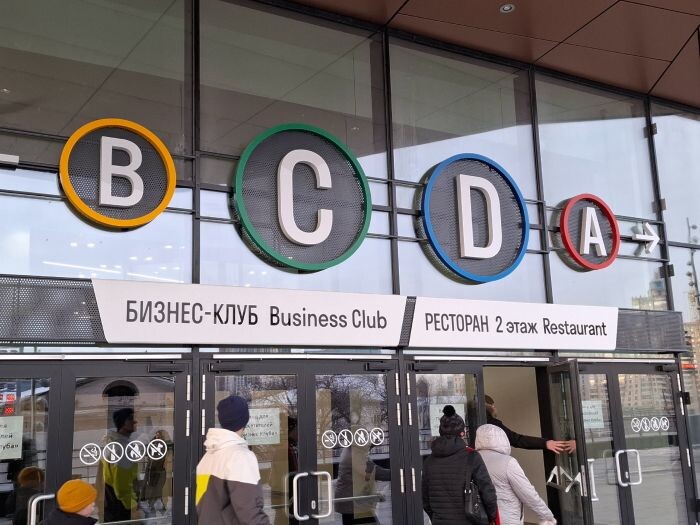 B C D A →
БИЗНЕС-КЛУБ Business Club
РЕСТОРАН 2 этаж Restaurant